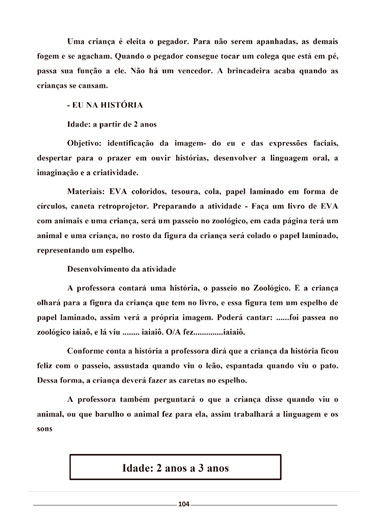 Uma criança é eleita o pegador. Para não serem apanhadas, as demais
fogem e se agacham. Quando o pegador consegue tocar um colega que está em pé,
passa sua função a ele. Não há um vencedor. A brincadeira acaba quando as
crianças se cansam.
- EU NA HISTÓRIA
Idade: a partir de 2 anos
Objetivo: identificação da imagem- do eu e das expressões faciais,
despertar para o prazer em ouvir histórias, desenvolver a linguagem oral, a
imaginação e a criatividade.
Materiais: EVA coloridos, tesoura, cola, papel laminado em forma de
círculos, caneta retroprojetor. Preparando a atividade - Faça um livro de EVA
com animais e uma criança, será um passeio no zoológico, em cada página terá um
animal e uma criança, no rosto da figura da criança será colado o papel laminado,
representando um espelho.
Desenvolvimento da atividade
A professora contará uma história, o passeio no Zoológico. E a criança
olhará para a figura da criança que tem no livro, e essa figura tem um espelho de
papel laminado, assim verá a própria imagem. Poderá cantar: ......foi passea no
zoológico iaiaô, e lá viu ........ iaiaiô. O/A fez..............iaiaiô.
Conforme conta a história a professora dirá que a criança da história ficou
feliz com o passeio, assustada quando viu o leão, espantada quando viu o pato.
Dessa forma, a criança deverá fazer as caretas no espelho.
A professora também perguntará o que a criança disse quando viu o
animal, ou que barulho o animal fez para ela, assim trabalhará a linguagem e os
sons
Idade: 2 anos a 3 anos
104